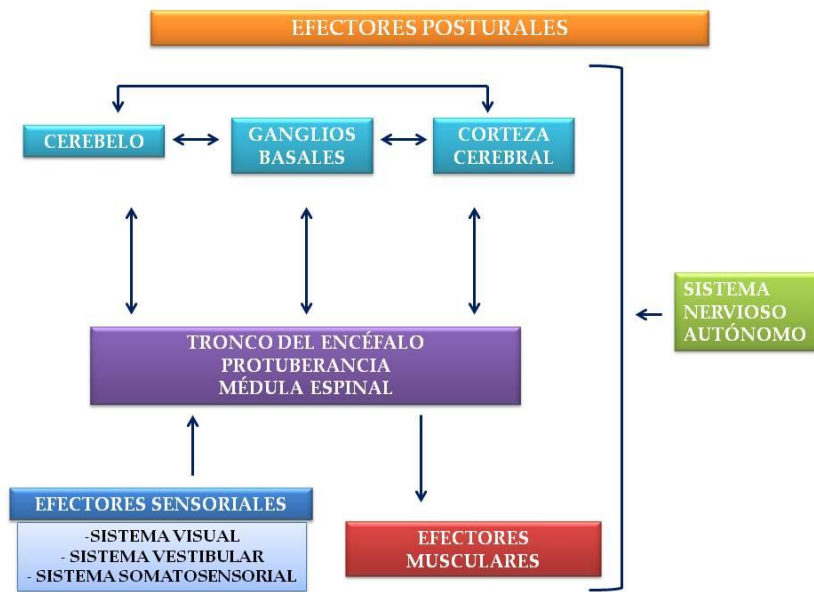 EFECTORES POSTURALES
CEREBELO
GANGLIOS
BASALES
CORTEZA
CEREBRAL
SISTEMA
NERVIOSO
AUTÓNOMO
TRONCO DEL ENCÉFALO
PROTUBERANCIA
MÉDULA ESPINAL
EFECTORES SENSORIALES
-SISTEMA VISUAL
- SISTEMA VESTIBULAR
- SISTEMA SOMATOSENSORIAL
EFECTORES
MUSCULARES